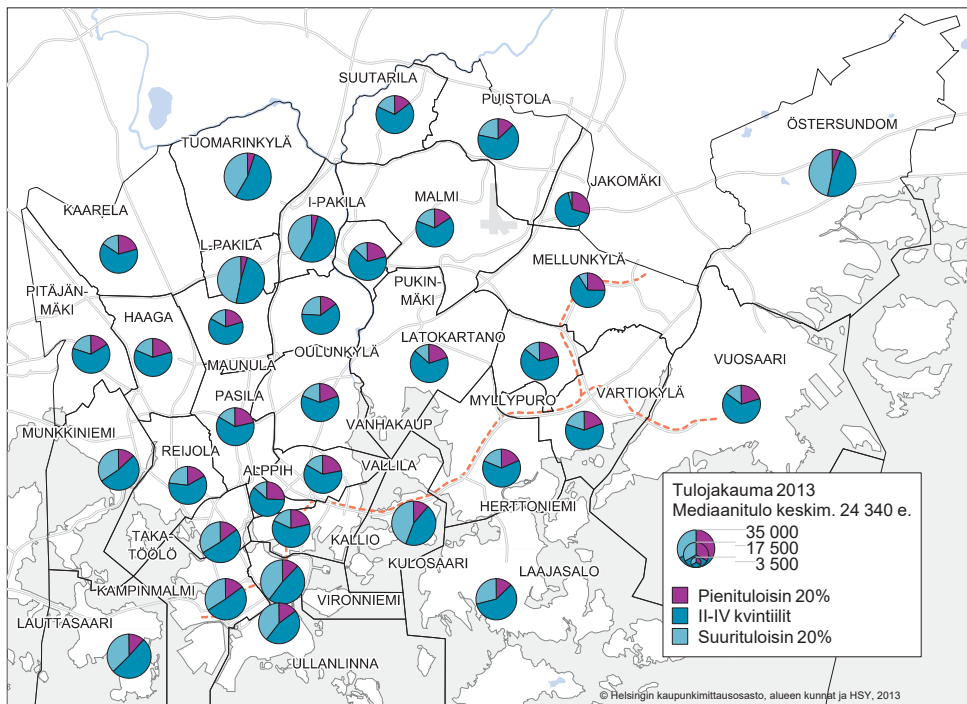 SUUTARILA
PUISTOLA
ÖSTERSUNDOM
TUOMARINKYLÄ
JAKOMÄKI
I-PAKILA
MALMI
KAARELA
L-PAKILA
MELLUNKYLÄ
PUKIN-
MÄKI
PITÄJÄN-
MÄKI
HAAGA
LATOKARTANO
OULUNKYLÄ
VUOSAARI
MAUNULA
PASILA
MYLLYPURO
VARTIOKYLÄ
VANHAKAUP
MUNKKINIEMI
REIJOLA
ALPPIH
VALLILA
HERTTONIEMI
TAKA-
TÖÖLÖ
KALLIO
KULOSAARI
LAAJASALO
KAMPINMALMI
VIRONNIEMI
LAUTTASAARI
ULLANLINNA
Tulojakauma 2013
Mediaanitulo keskim. 24 340 e.
35 000
17 500
3 500
Pienituloisin 20%
II-IV kvintiilit
Suurituloisin 20%
© Helsingin kaupunkimittausosasto, alueen kunnat ja HSY, 2013